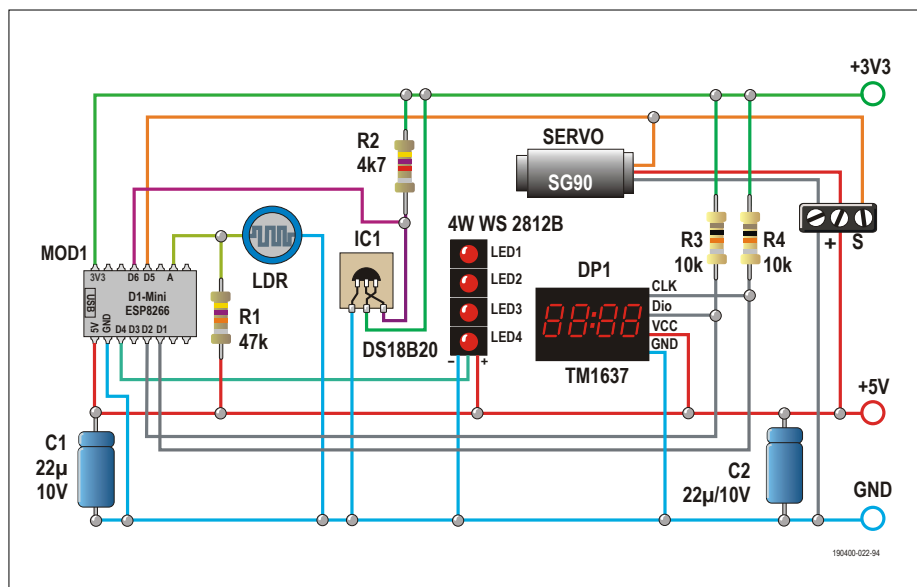 +3V3
SERVO
R2
4k7
SG90
4W WS 2812B
+ S
MOD1
LDR
IC1
LED1
R3
10k
R4
10k
3V3 D6 D5 A
USB
D1-Mini
ESP8266
5V GND D4 D3 D2 D1
R1
47k
LED2
LED3
LED4
DP1
CLK
Dio
VCC
GND
88:88
DS18B20
− +
TM1637
+5V
C1
22µ
10V
C2
22µ/10V
GND
190400-022-94